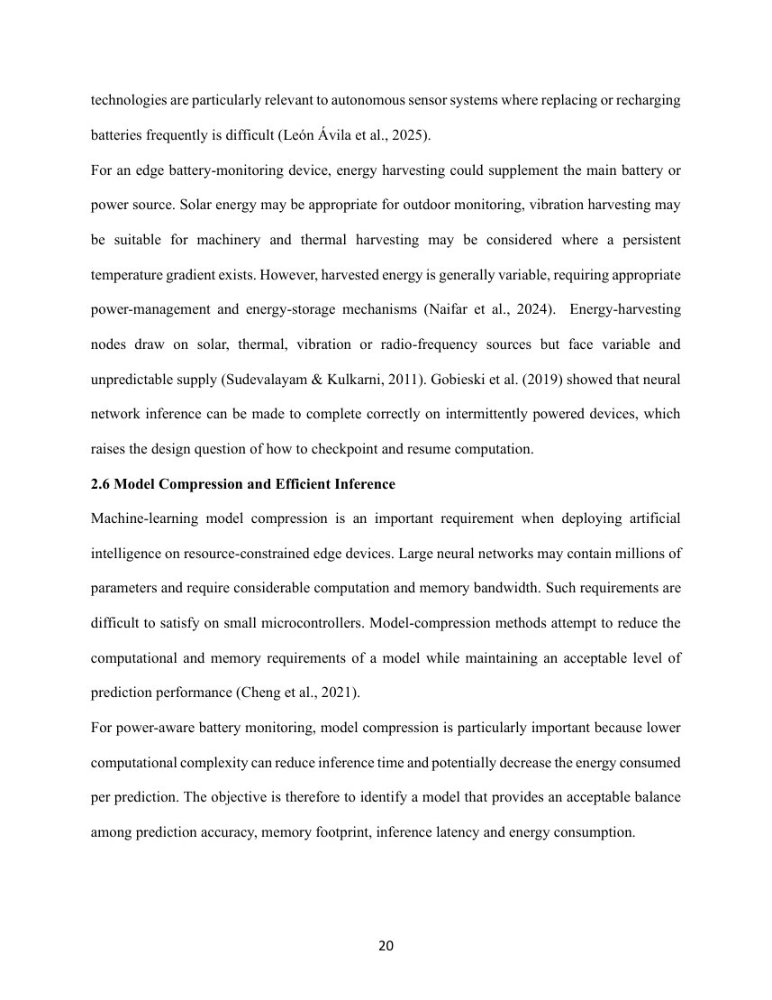 technologies are particularly relevant to autonomous sensor systems where replacing or recharging
batteries frequently is difficult (León Ávila et al., 2025).
For an edge battery-monitoring device, energy harvesting could supplement the main battery or
power source. Solar energy may be appropriate for outdoor monitoring, vibration harvesting may
be suitable for machinery and thermal harvesting may be considered where a persistent
temperature gradient exists. However, harvested energy is generally variable, requiring appropriate
power-management and energy-storage mechanisms (Naifar et al., 2024).  Energy-harvesting
nodes draw on solar, thermal, vibration or radio-frequency sources but face variable and
unpredictable supply (Sudevalayam & Kulkarni, 2011). Gobieski et al. (2019) showed that neural
network inference can be made to complete correctly on intermittently powered devices, which
raises the design question of how to checkpoint and resume computation.
2.6 Model Compression and Efficient Inference
Machine-learning model compression is an important requirement when deploying artificial
intelligence on resource-constrained edge devices. Large neural networks may contain millions of
parameters and require considerable computation and memory bandwidth. Such requirements are
difficult to satisfy on small microcontrollers. Model-compression methods attempt to reduce the
computational and memory requirements of a model while maintaining an acceptable level of
prediction performance (Cheng et al., 2021).
For power-aware battery monitoring, model compression is particularly important because lower
computational complexity can reduce inference time and potentially decrease the energy consumed
per prediction. The objective is therefore to identify a model that provides an acceptable balance
among prediction accuracy, memory footprint, inference latency and energy consumption.
20